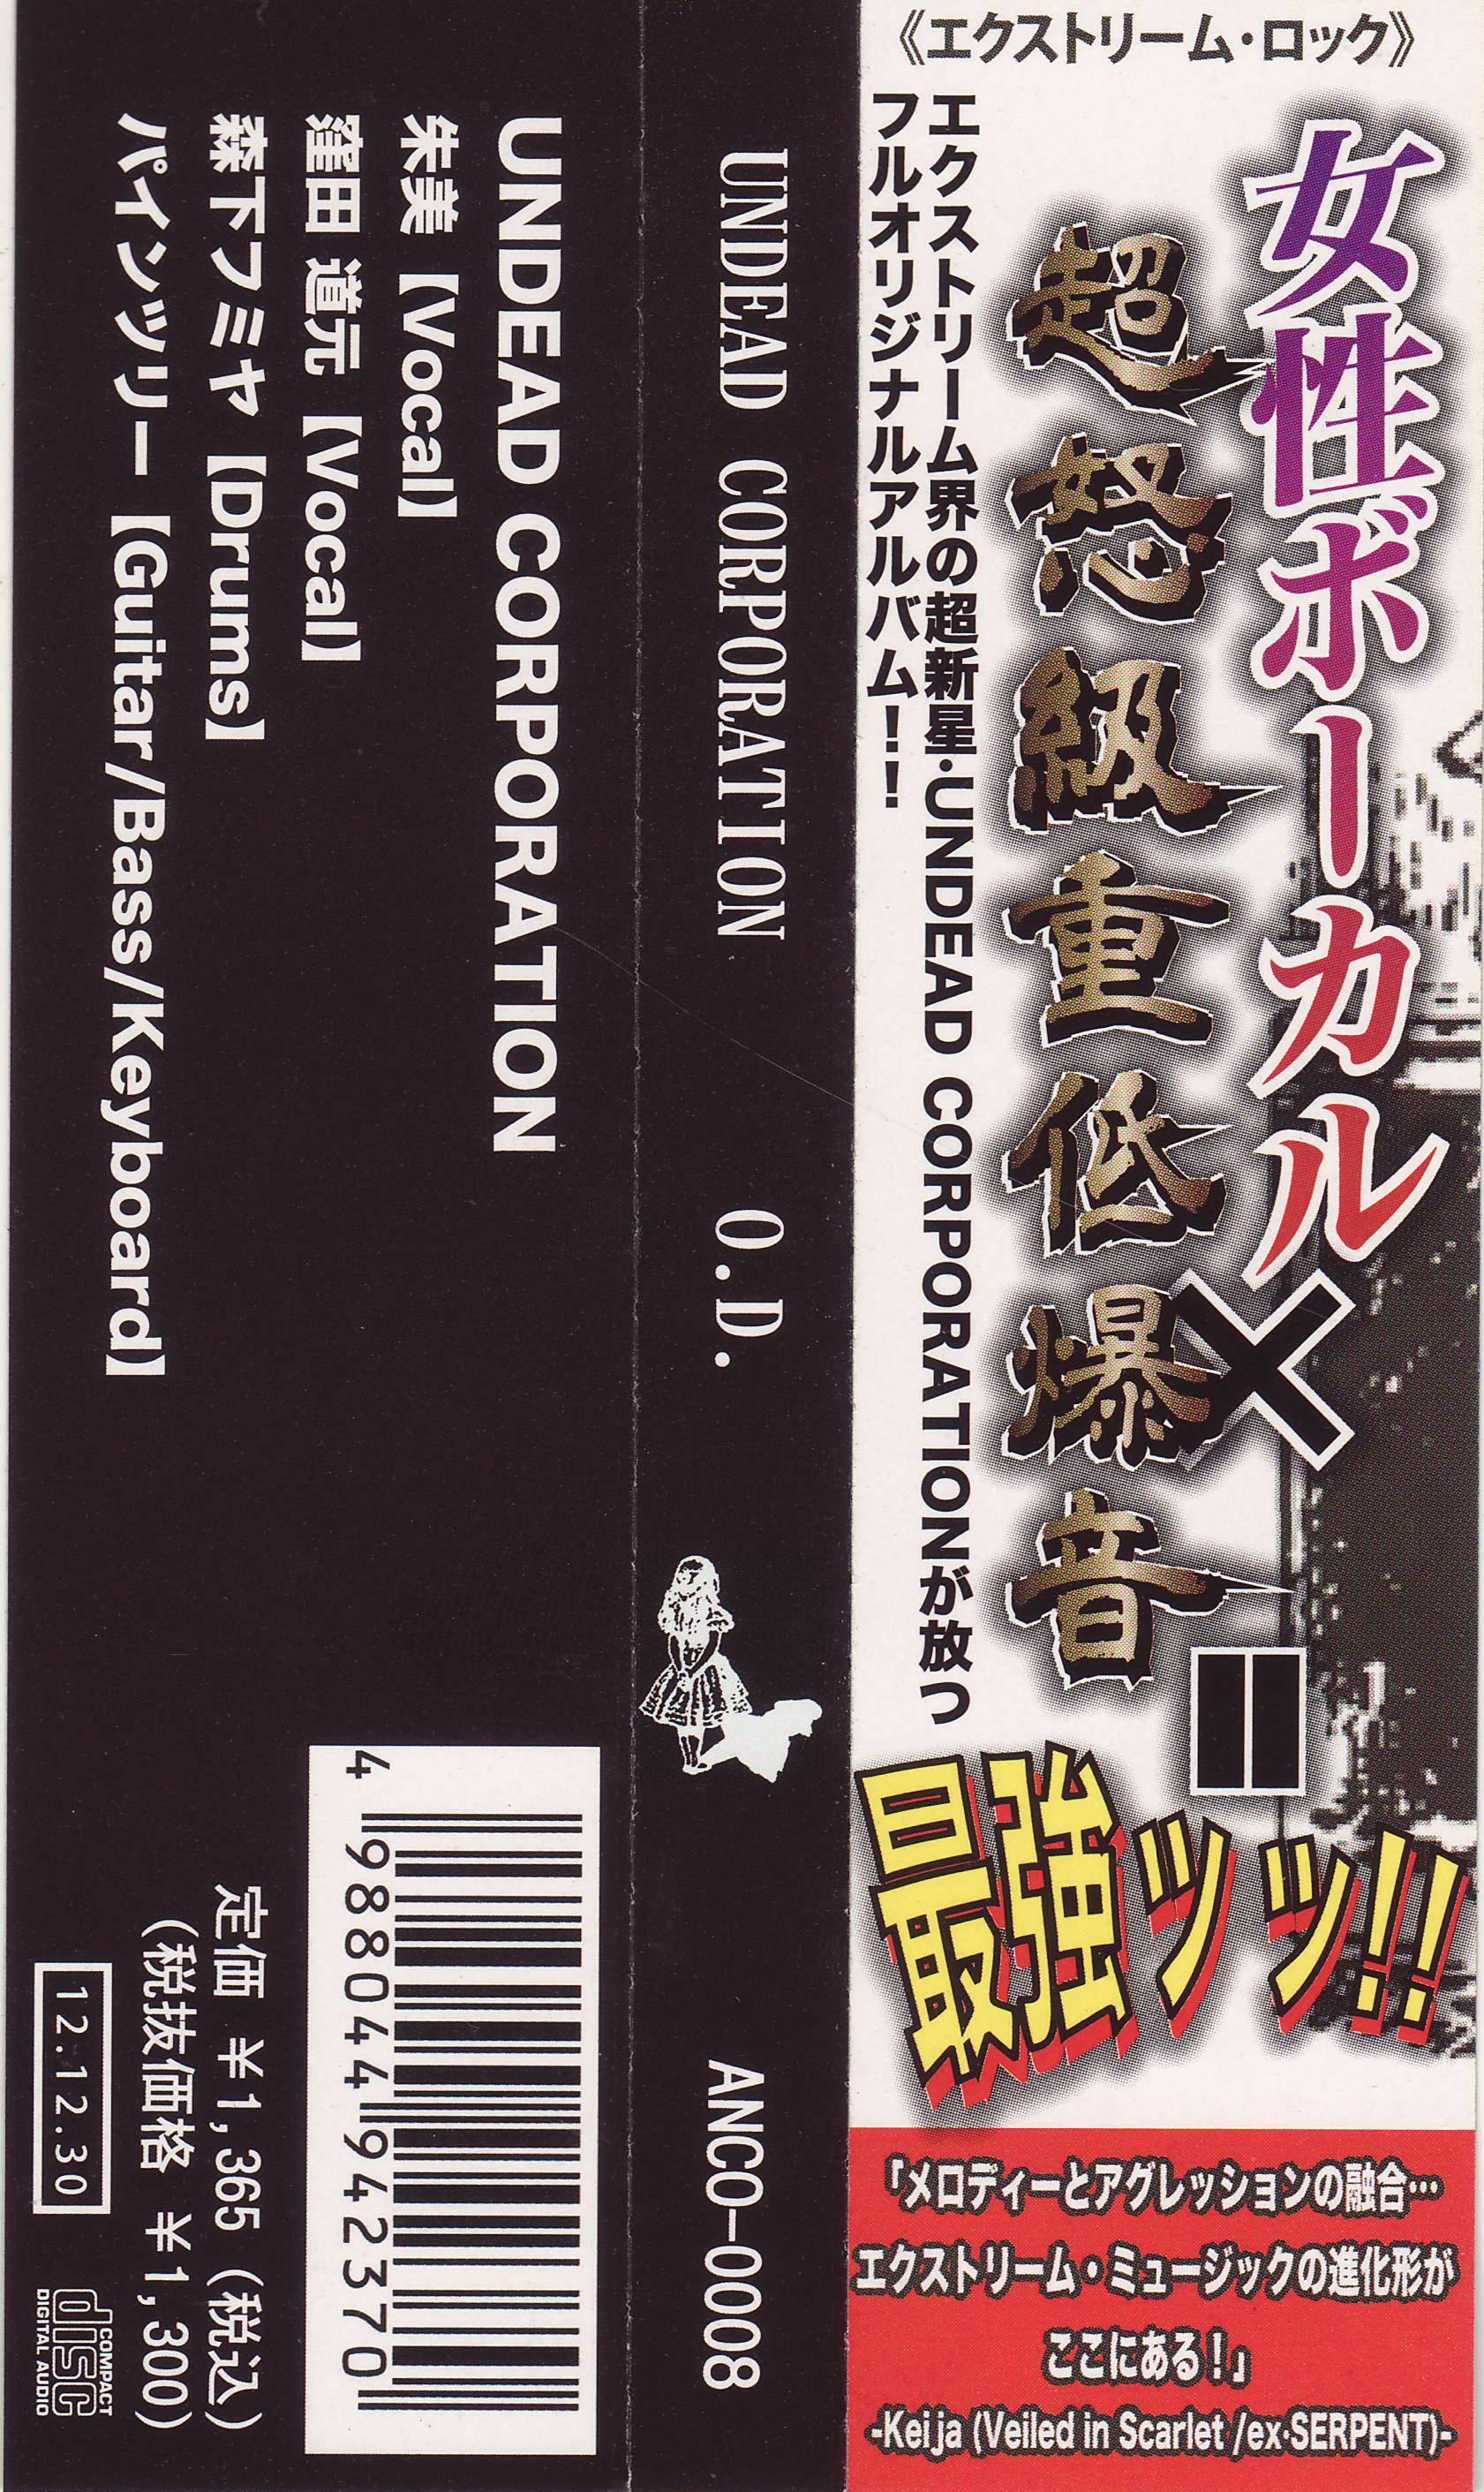 《エクストリーム・ロック》
女性ボーカル×
超怒級重低爆音
=
最強ッッ!!
エクストリーム界の超新星・UNDEAD CORPORATIONが放つ
フルオリジナルアルバム!!
「メロディーとアグレッションの融合…
エクストリーム・ミュージックの進化形が
ここにある!」
-Keija (Veiled in Scarlet /ex-SERPENT)-
UNDEAD CORPORATION O.D. ANCO-0008
UNDEAD CORPORATION
朱美【Vocal】
窪田 道元【Vocal】
森下フミヤ【Drums】
パインツリー【Guitar/Bass/Keyboard】
4 988044 942370
定価 ¥1,365(税込)
(税抜価格 ¥1,300)
12.12.30
COMPACT
disc
DIGITAL AUDIO